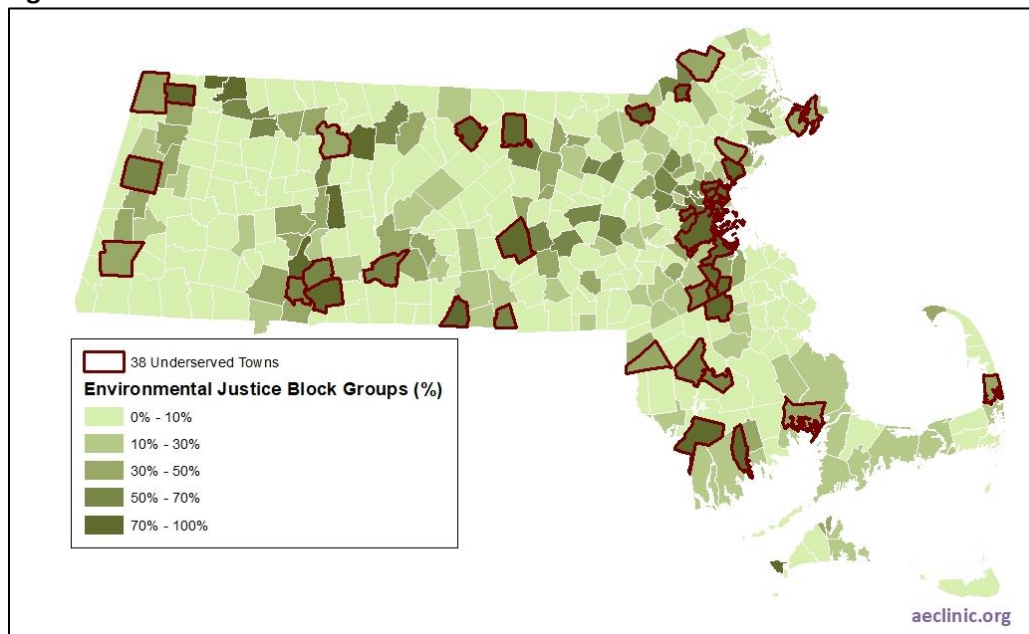 38 Underserved Towns
Environmental Justice Block Groups (%)
0% - 10%
10% - 30%
30% - 50%
50% - 70%
70% - 100%
aeclinic.org